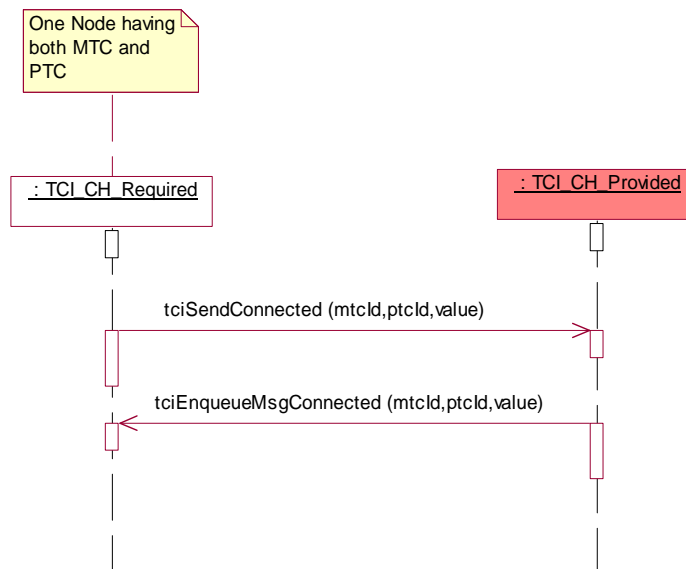 One Node having
both MTC and
PTC
: TCI_CH_Required
: TCI_CH_Provided
tciSendConnected (mtcId,ptcId,value)
tciEnqueueMsgConnected (mtcId,ptcId,value)